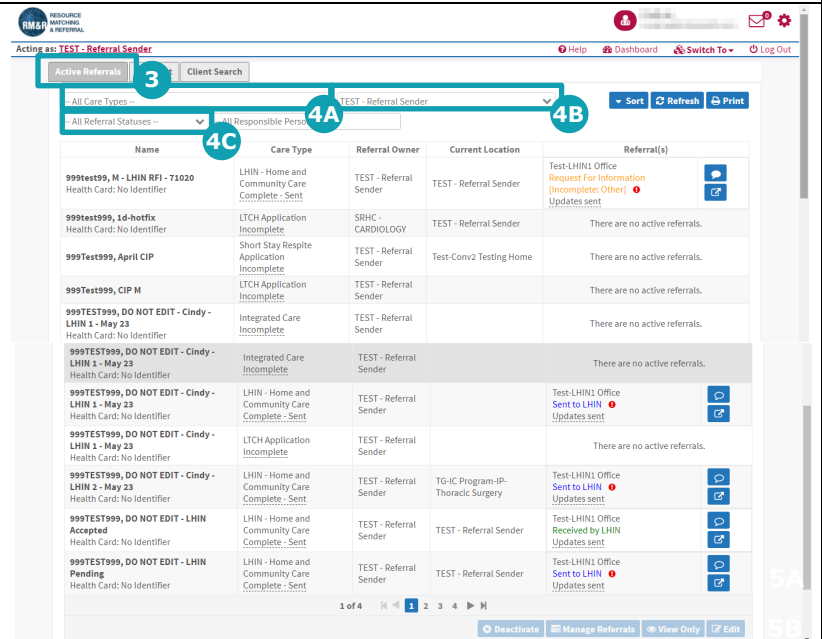 RM&R
RESOURCE
MATCHING
& REFERRAL
Acting as: TEST - Referral Sender
Help Dashboard Switch To Log Out
Active Referrals Client Search
3
-- All Care Types -- TEST - Referral Sender
4A
4B
Sort Refresh Print
-- All Referral Statuses --
4C
Name Care Type Referral Owner Current Location Referral(s)
999test99, M - LHIN RFI - 71020
Health Card: No Identifier
LHIN - Home and
Community Care
Complete - Sent
TEST - Referral
Sender
TEST - Referral Sender
Test-LHIN1 Office
Request For Information
[Incomplete: Other]
Updates sent
999test999, 1d-hotfix
Health Card: No Identifier
LTCH Application
Incomplete
SRHC -
CARDIOLOGY
TEST - Referral Sender
There are no active referrals.
999Test999, April CIP
Short Stay Respite
Application
Incomplete
TEST - Referral
Sender
Test-Conv2 Testing Home
There are no active referrals.
999Test999, CIP M
LTCH Application
Incomplete
TEST - Referral
Sender
There are no active referrals.
999TEST999, DO NOT EDIT - Cindy -
LHIN 1 - May 23
Health Card: No Identifier
Integrated Care
Incomplete
TEST - Referral
Sender
There are no active referrals.
999TEST999, DO NOT EDIT - Cindy -
LHIN 1 - May 23
Health Card: No Identifier
Integrated Care
Incomplete
TEST - Referral
Sender
There are no active referrals.
999TEST999, DO NOT EDIT - Cindy -
LHIN 1 - May 23
Health Card: No Identifier
LHIN - Home and
Community Care
Complete - Sent
TEST - Referral
Sender
Test-LHIN1 Office
Sent to LHIN
Updates sent
999TEST999, DO NOT EDIT - Cindy -
LHIN 1 - May 23
Health Card: No Identifier
LTCH Application
Incomplete
TEST - Referral
Sender
There are no active referrals.
999TEST999, DO NOT EDIT - Cindy -
LHIN 2 - May 23
Health Card: No Identifier
LHIN - Home and
Community Care
Complete - Sent
TEST - Referral
Sender
TG-IC Program-IP-
Thoracic Surgery
Test-LHIN1 Office
Sent to LHIN
Updates sent
999TEST999, DO NOT EDIT - LHIN
Accepted
Health Card: No Identifier
LHIN - Home and
Community Care
Complete - Sent
TEST - Referral
Sender
TEST - Referral Sender
Test-LHIN1 Office
Received by LHIN
Updates sent
999TEST999, DO NOT EDIT - LHIN
Pending
Health Card: No Identifier
LHIN - Home and
Community Care
Complete - Sent
TEST - Referral
Sender
TEST - Referral Sender
Test-LHIN1 Office
Sent to LHIN
Updates sent
5A
1 of 4 1 2 3 4
Deactivate Manage Referrals View Only Edit
5B